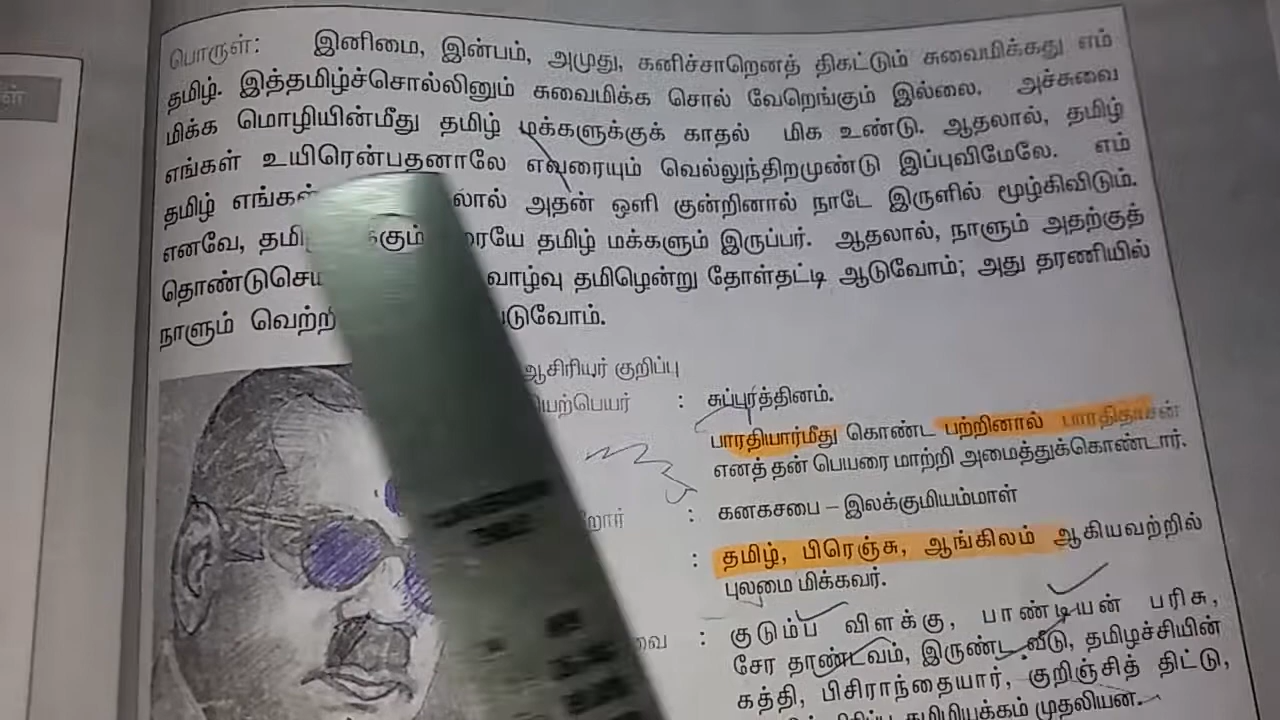 பொருள்: இனிமை, இன்பம், அமுது, கனிச்சாறெனத் திகட்டும் சுவைமிக்கது எம்
தமிழ். இத்தமிழ்ச்சொல்லினும் சுவைமிக்க சொல் வேறெங்கும் இல்லை. அச்சுவை
மிக்க மொழியின்மீது தமிழ் மக்களுக்குக் காதல் மிக உண்டு. ஆதலால், தமிழ்
எங்கள் உயிரென்பதனாலே எவரையும் வெல்லுந்திறமுண்டு இப்புவிமேலே. எம்
தமிழ் அதன் ஒளி குன்றினால் நாடே இருளில் மூழ்கிவிடும்.
எனவே, தமிழ் மக்களும் இருப்பர். ஆதலால், நாளும் அதற்குத்
வாழ்வு தமிழென்று தோள்தட்டி ஆடுவோம்; அது தரணியில்
நாளும்
ஆசிரியர் குறிப்பு
: சுப்புரத்தினம்.
பாரதியார்மீது கொண்ட பற்றினால் பாரதிதாசன்
எனத் தன் பெயரை மாற்றி அமைத்துக்கொண்டார்.
: கனகசபை – இலக்குமியம்மாள்
: தமிழ், பிரெஞ்சு, ஆங்கிலம் ஆகியவற்றில்
புலமை மிக்கவர்.
: குடும்ப விளக்கு, பாண்டியன் பரிசு,
சேர தாண்டவம், இருண்ட வீடு, தமிழச்சியின்
கத்தி, பிசிராந்தையார், குறிஞ்சித் திட்டு,
தமிழியக்கம் முதலியன.